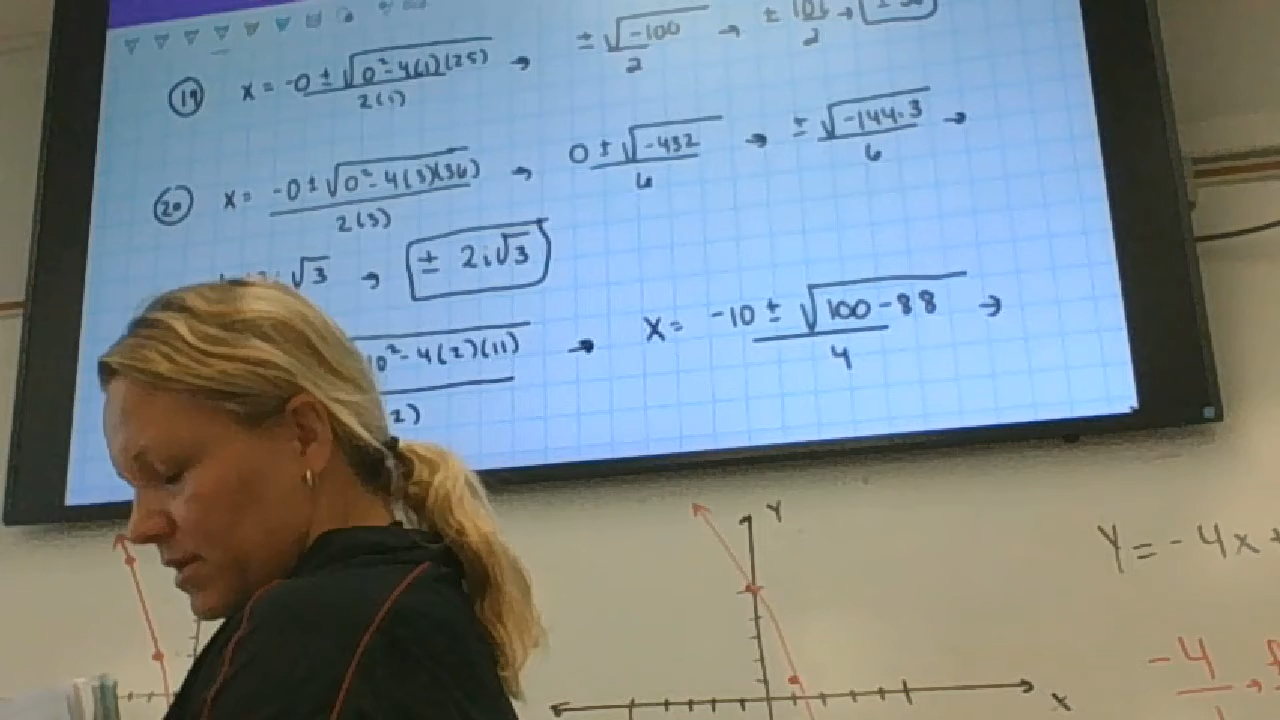 (19) x = -0 ± √(0² - 4(1)(25)) / 2(1) → ± √(-100) / 2 → ± 10i / 2 →
(20) x = -0 ± √(0² - 4(3)(36)) / 2(3) → 0 ± √(-432) / 6 → ± √(-144·3) / 6 →
√3 → ± 2i√3
10² - 4(2)(11) / 2) → x = -10 ± √(100 - 88) / 4 →
Y
Y = -4x
-4
x